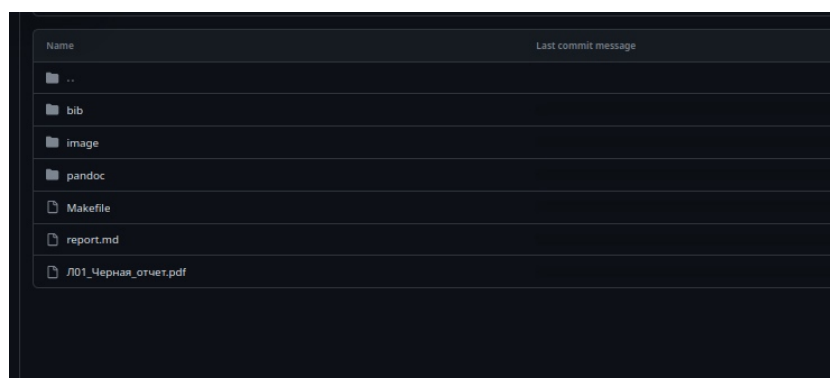 Name Last commit message
..
bib
image
pandoc
Makefile
report.md
Л01_Черная_отчет.pdf